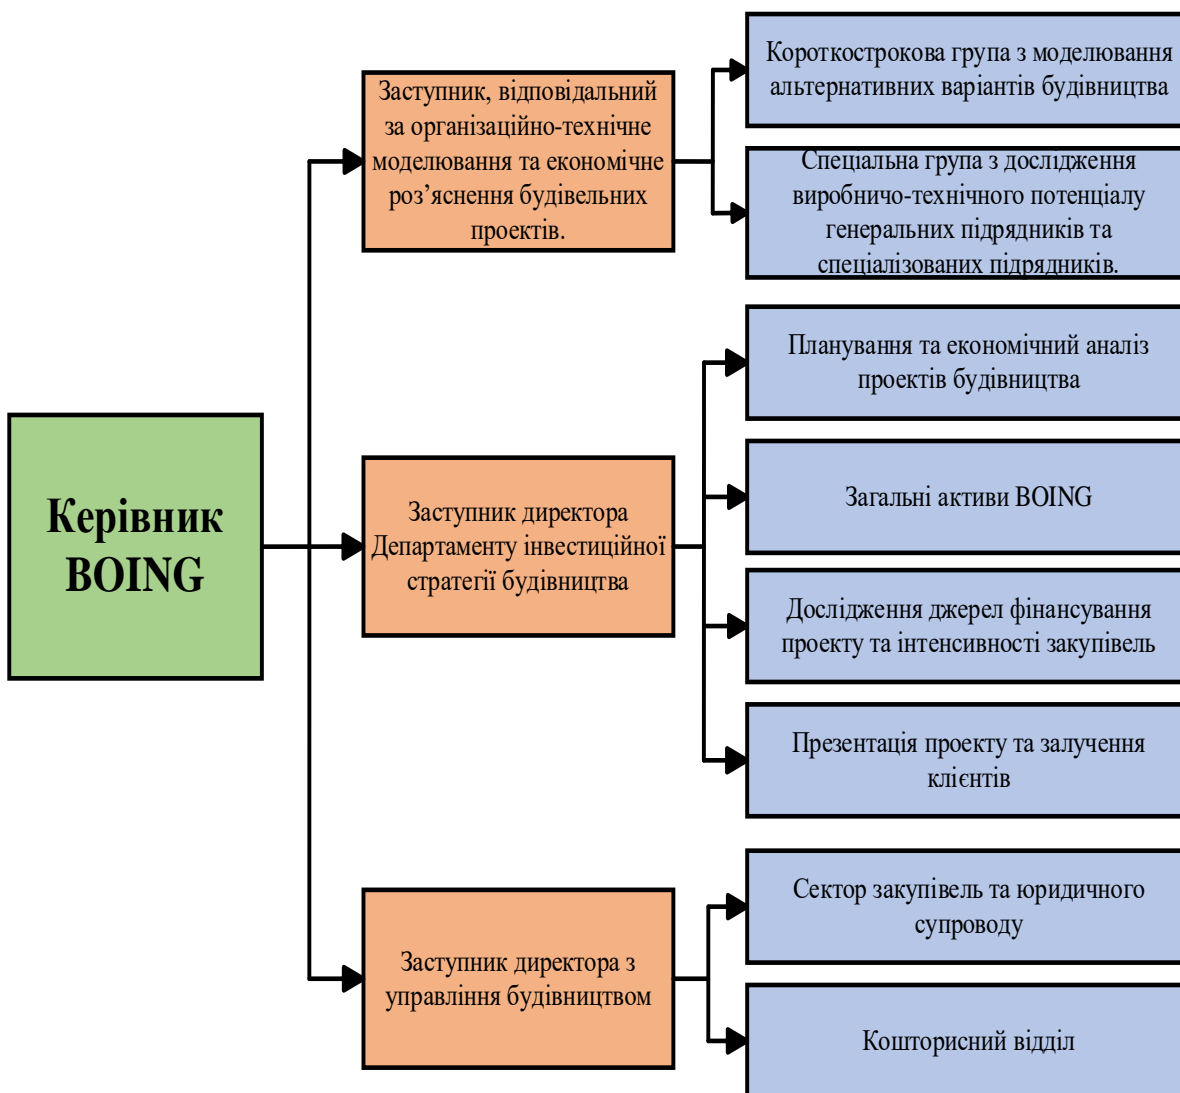 Керівник
BOING
Заступник, відповідальний
за організаційно-технічне
моделювання та економічне
роз’яснення будівельних
проектів.
Короткострокова група з моделювання
альтернативних варіантів будівництва
Спеціальна група з дослідження
виробничо-технічного потенціалу
генеральних підрядників та
спеціалізованих підрядників.
Заступник директора
Департаменту інвестиційної
стратегії будівництва
Планування та економічний аналіз
проектів будівництва
Загальні активи BOING
Дослідження джерел фінансування
проекту та інтенсивності закупівель
Презентація проекту та залучення
клієнтів
Заступник директора з
управління будівництвом
Сектор закупівель та юридичного
супроводу
Кошторисний відділ